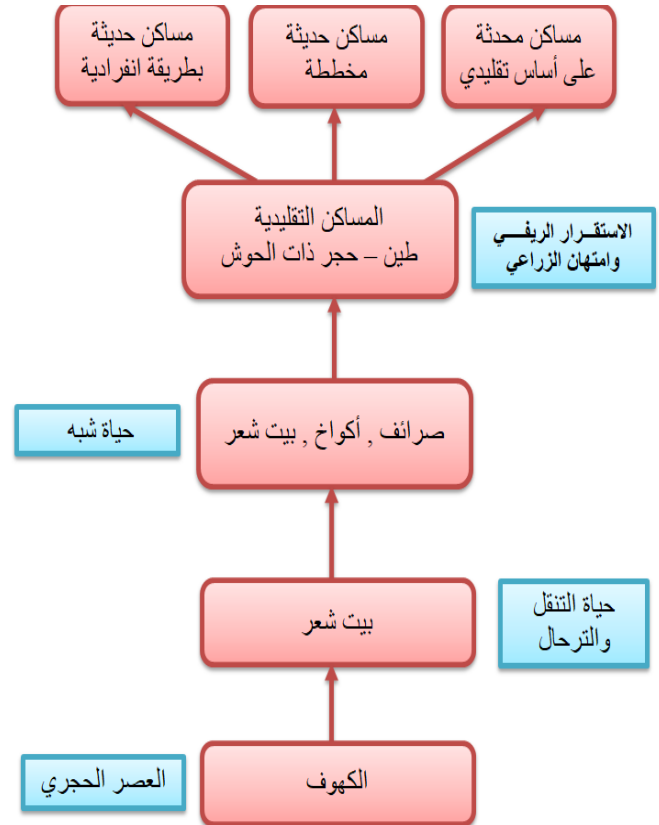 مساكن محدثة
على أساس تقليدي
مساكن حديثة
مخططة
مساكن حديثة
بطريقة انفرادية
الاستقرار الريفي
وامتهان الزراعي
المساكن التقليدية
طين – حجر ذات الحوش
صرائف , أكواخ , بيت شعر
حياة شبه
حياة التنقل
والترحال
بيت شعر
الكهوف
العصر الحجري